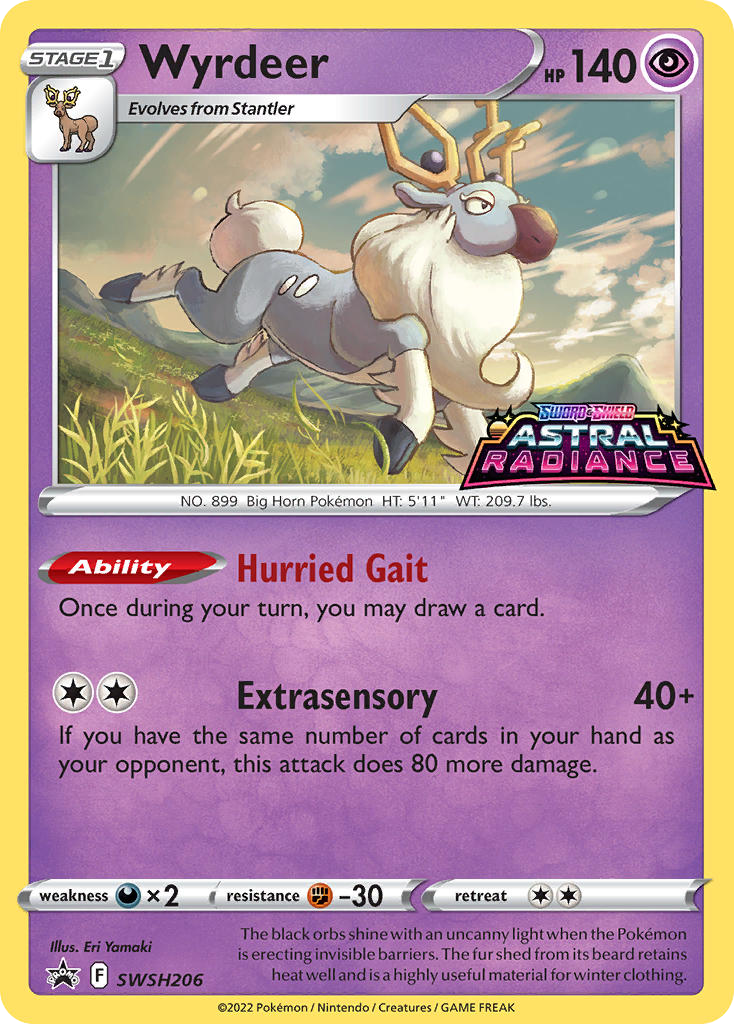 STAGE1
Wyrdeer
HP 140
Evolves from Stantler
SWORD & SHIELD
ASTRAL
RADIANCE
NO. 899 Big Horn Pokémon HT: 5'11" WT: 209.7 lbs.
Ability Hurried Gait
Once during your turn, you may draw a card.
Extrasensory 40+
If you have the same number of cards in your hand as
your opponent, this attack does 80 more damage.
weakness ×2 resistance -30 retreat
Illus. Eri Yamaki
The black orbs shine with an uncanny light when the Pokémon
is erecting invisible barriers. The fur shed from its beard retains
heat well and is a highly useful material for winter clothing.
PROMO F SWSH206
©2022 Pokémon / Nintendo / Creatures / GAME FREAK